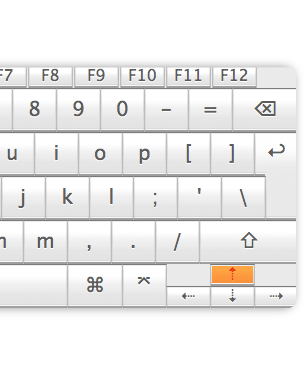 F7 F8 F9 F10 F11 F12
8 9 0 – =
u i o p [ ]
j k l ; ' \
m , . /
⌘